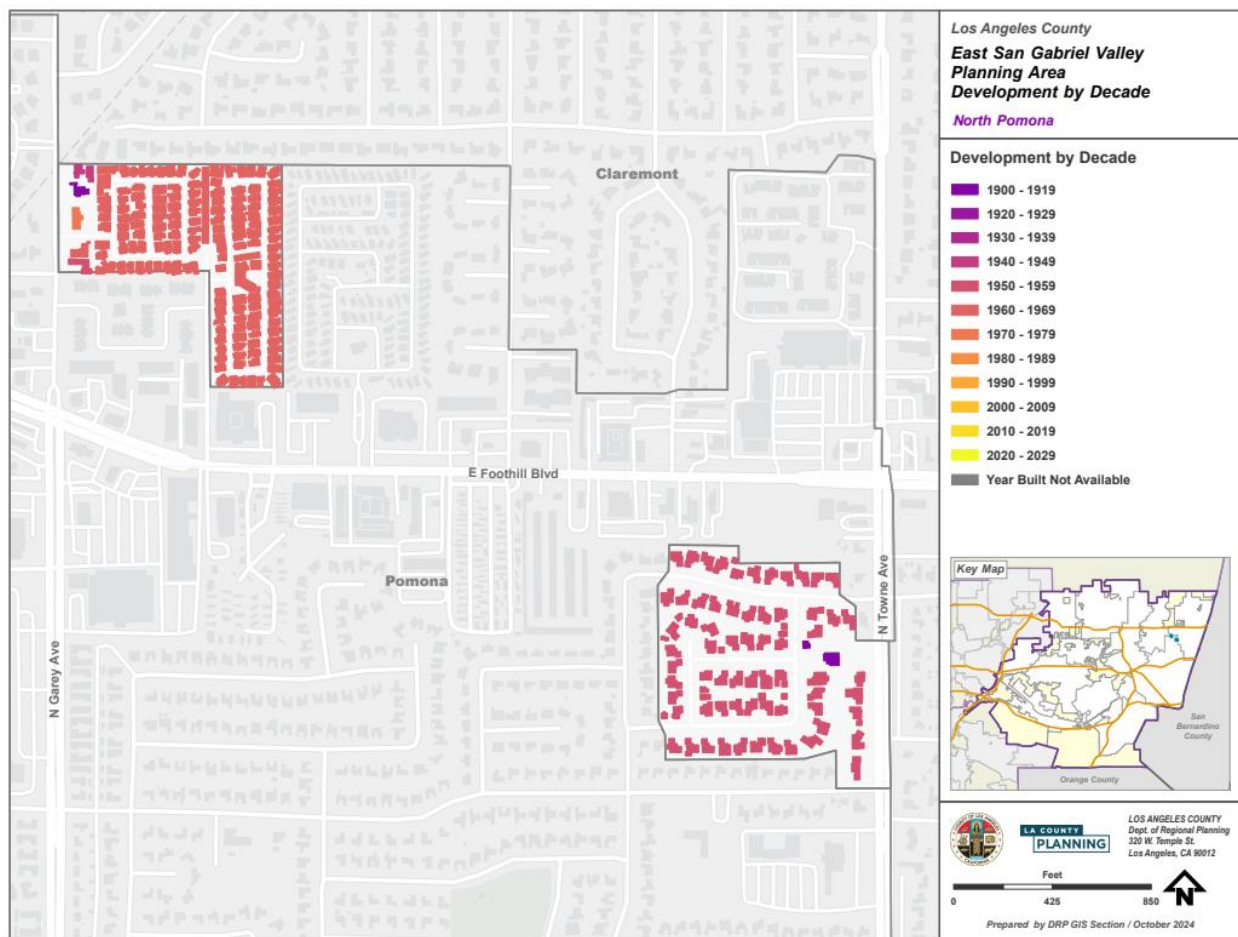 Los Angeles County
East San Gabriel Valley
Planning Area
Development by Decade
North Pomona
Development by Decade
1900 - 1919
1920 - 1929
1930 - 1939
1940 - 1949
1950 - 1959
1960 - 1969
1970 - 1979
1980 - 1989
1990 - 1999
2000 - 2009
2010 - 2019
2020 - 2029
Year Built Not Available
Claremont
E Foothill Blvd
Pomona
N Garey Ave
N Towne Ave
Key Map
San
Bernardino
County
Orange County
LA COUNTY
PLANNING
LOS ANGELES COUNTY
Dept. of Regional Planning
320 W. Temple St.
Los Angeles, CA 90012
Feet
0 425 850
N
Prepared by DRP GIS Section / October 2024